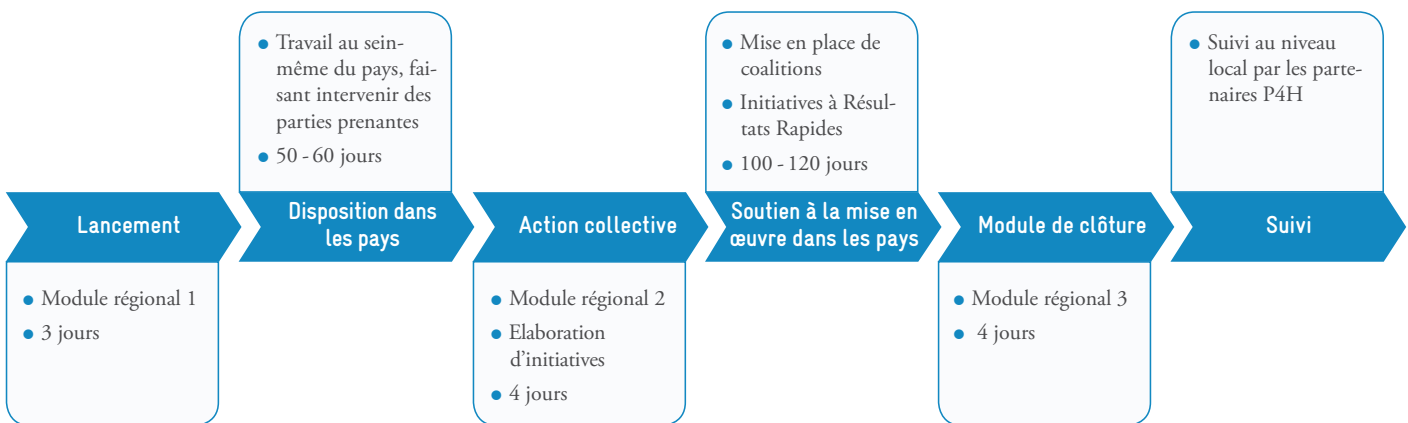 • Travail au sein-
même du pays, fai-
sant intervenir des
parties prenantes
• 50 - 60 jours
• Mise en place de
coalitions
• Initiatives à Résul-
tats Rapides
• 100 - 120 jours
• Suivi au niveau
local par les parte-
naires P4H
Lancement
Disposition dans
les pays
Action collective
Soutien à la mise en
œuvre dans les pays
Module de clôture
Suivi
• Module régional 1
• 3 jours
• Module régional 2
• Elaboration
d’initiatives
• 4 jours
• Module régional 3
• 4 jours